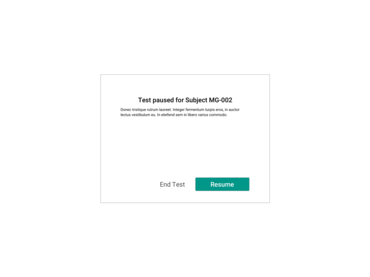 Test paused for Subject MG-002
Donec tristique rutrum laoreet. Integer fermentum turpis eros, in auctor
lectus vestibulum eu. In eleifend sem in libero varius commodo.
End Test
Resume